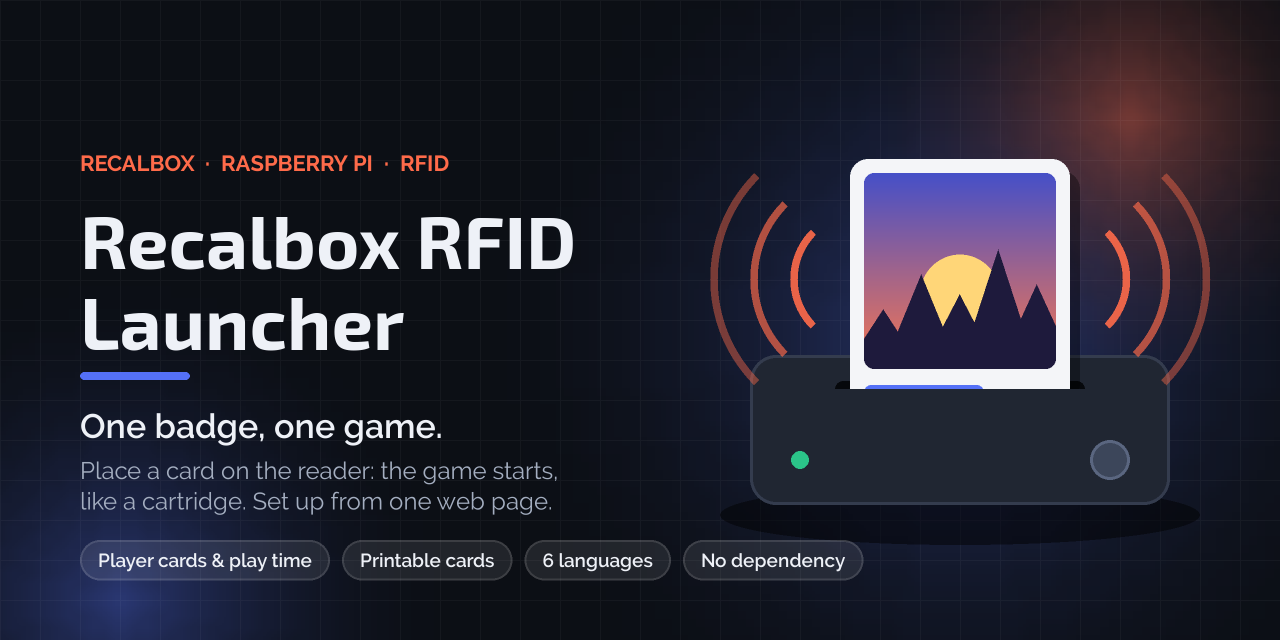 RECALBOX · RASPBERRY PI · RFID
Recalbox RFID
Launcher
One badge, one game.
Place a card on the reader: the game starts,
like a cartridge. Set up from one web page.
Player cards & play time
Printable cards
6 languages
No dependency